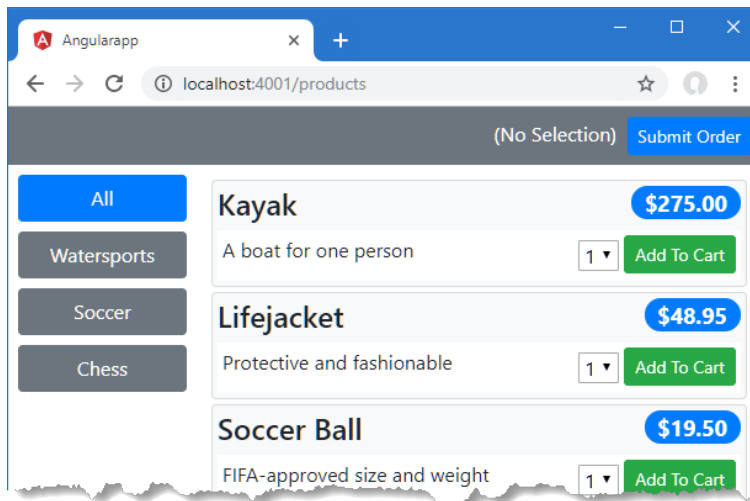 Angularapp
localhost:4001/products
(No Selection) Submit Order
All
Watersports
Soccer
Chess
Kayak $275.00
A boat for one person 1 Add To Cart
Lifejacket $48.95
Protective and fashionable 1 Add To Cart
Soccer Ball $19.50
FIFA-approved size and weight 1 Add To Cart